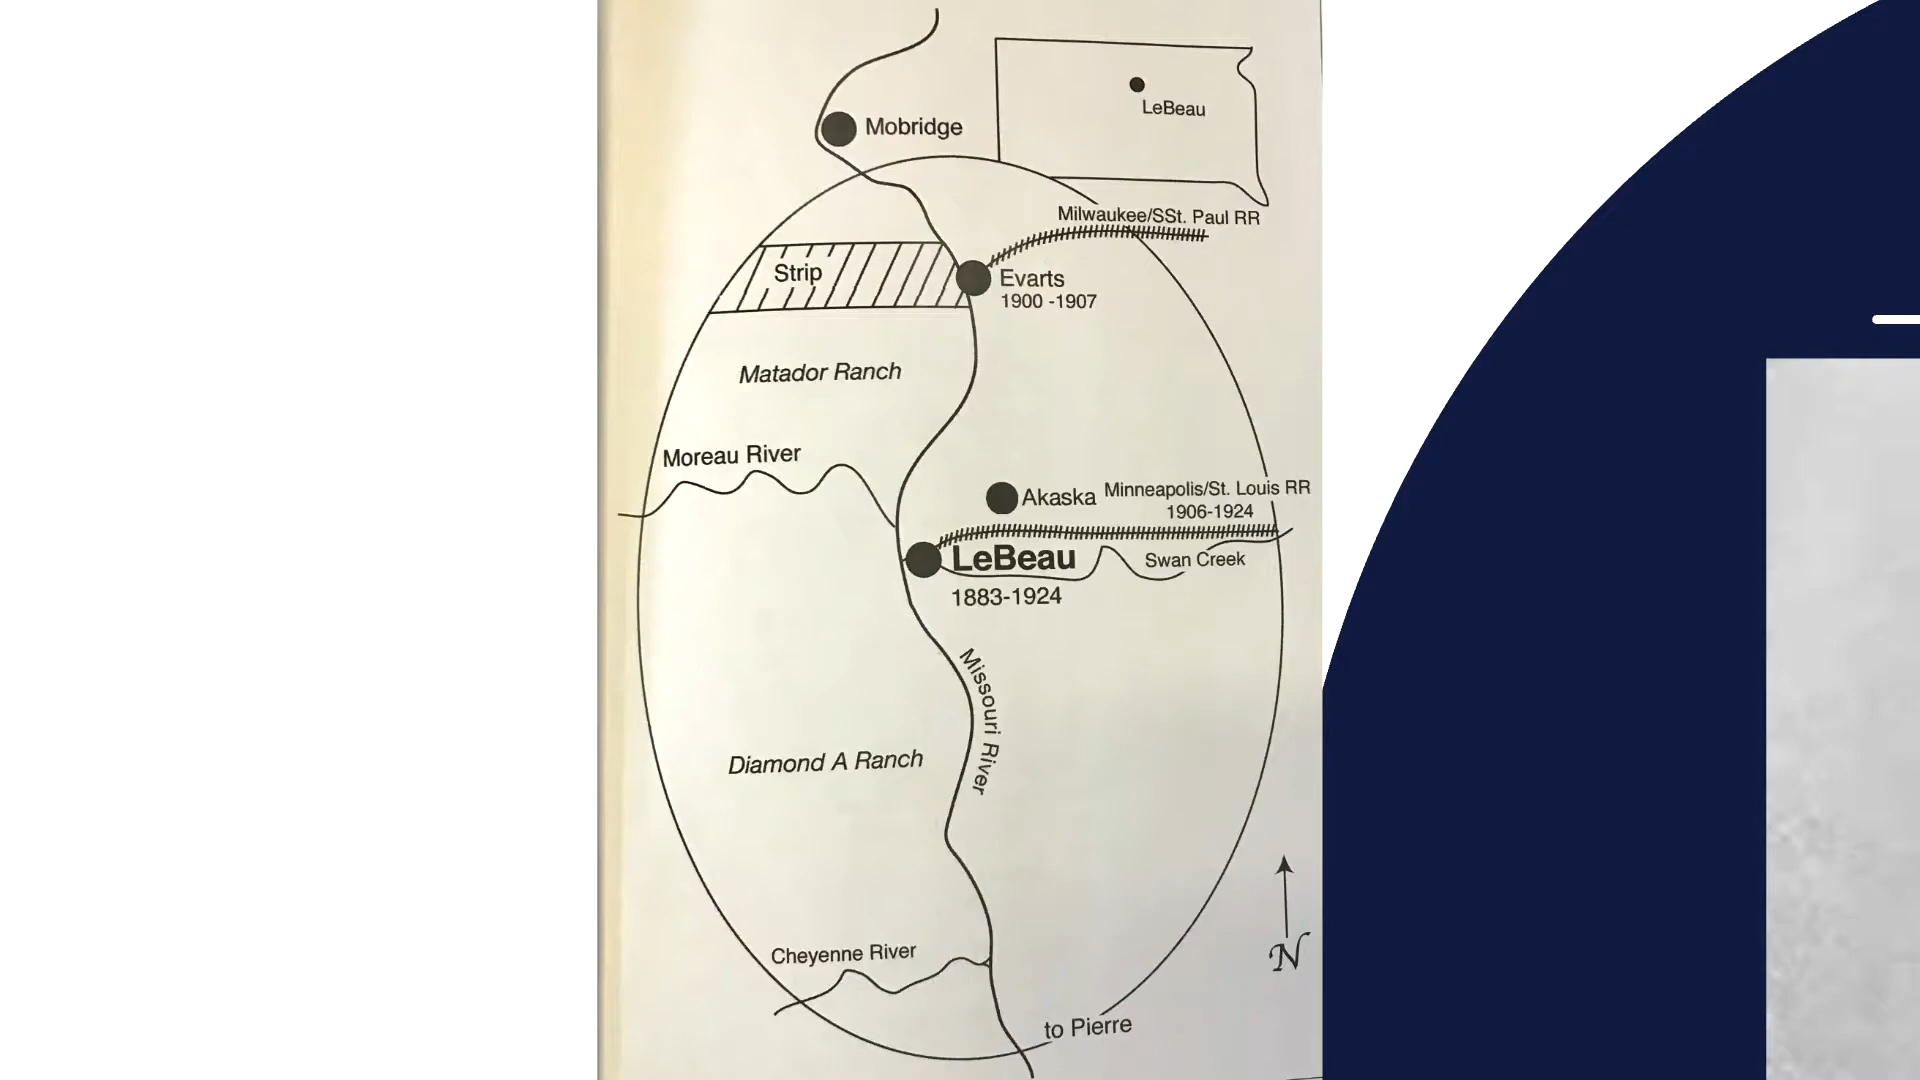 LeBeau
Mobridge
Milwaukee/SSt. Paul RR
Strip
Evarts
1900 -1907
Matador Ranch
Moreau River
Akaska
Minneapolis/St. Louis RR
1906-1924
LeBeau
Swan Creek
1883-1924
Missouri River
Diamond A Ranch
Cheyenne River
N
to Pierre